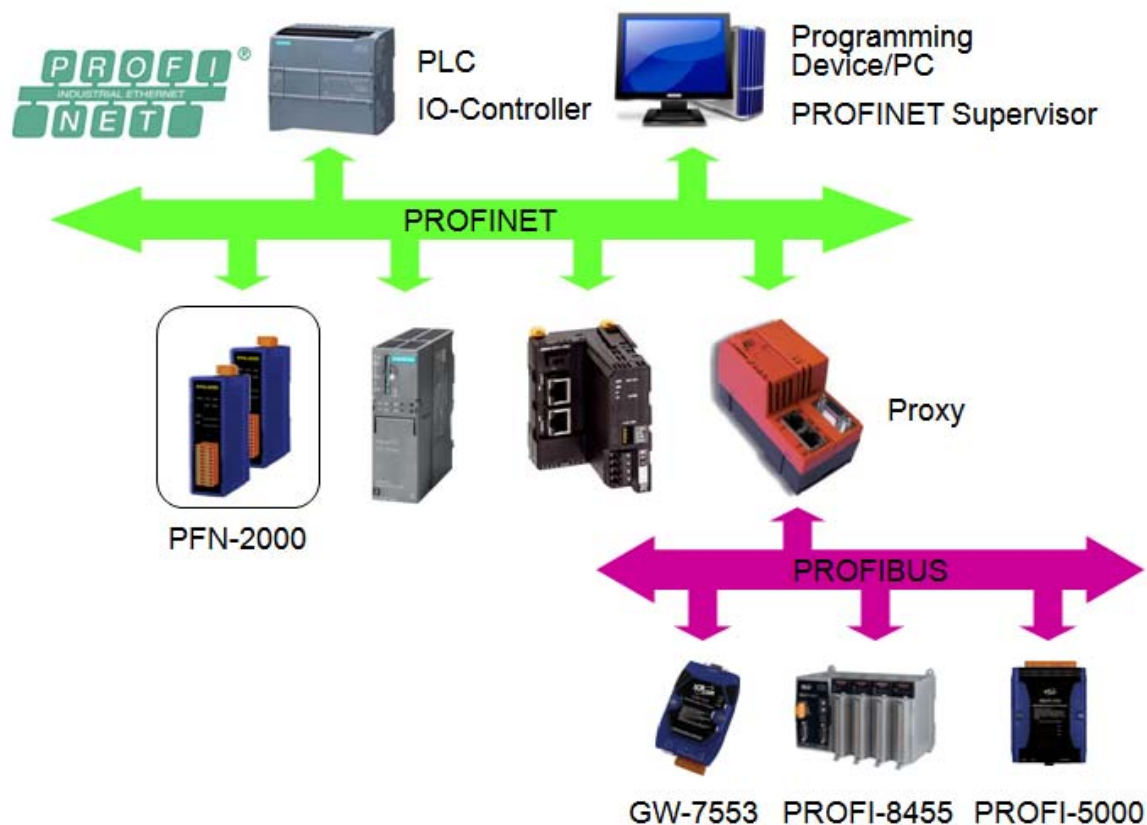 PROFI
®
INDUSTRIAL ETHERNET
NET
PLC
IO-Controller
Programming
Device/PC
PROFINET Supervisor
PROFINET
SIEMENS
Proxy
PFN-2000
PROFIBUS
GW-7553
PROFI-8455
PROFI-5000